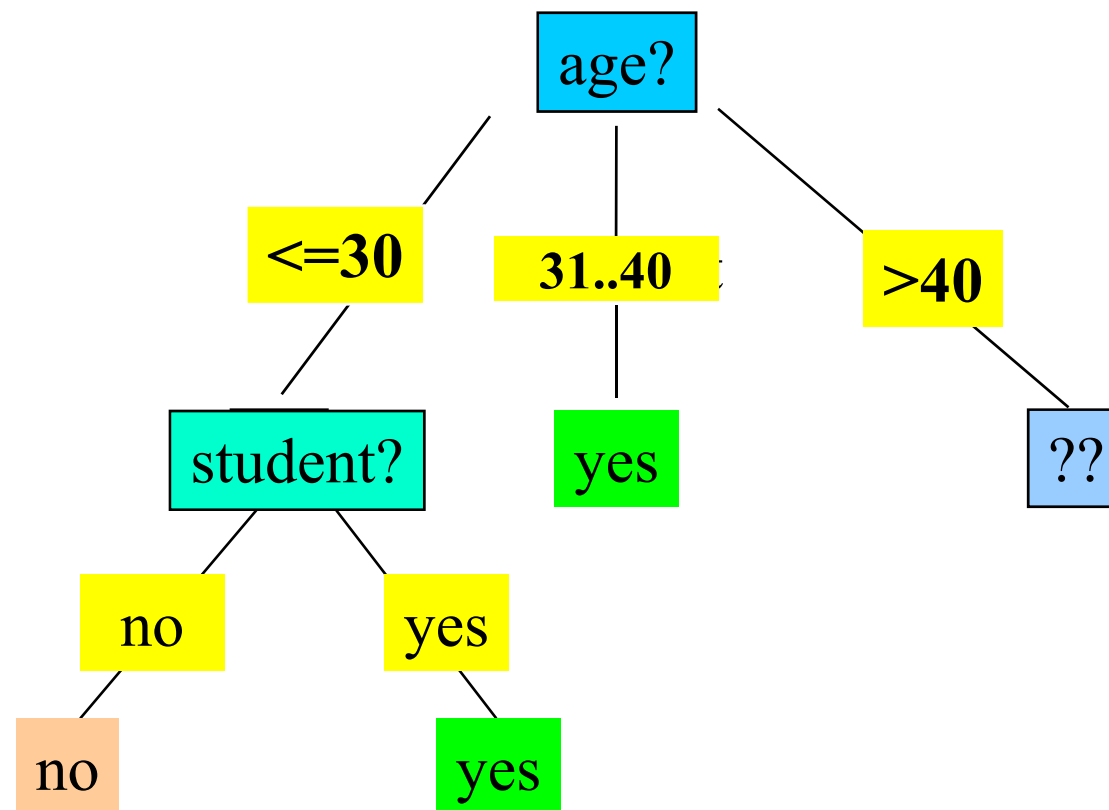 age?
<=30
31..40
>40
student?
yes
??
no
yes
no
yes